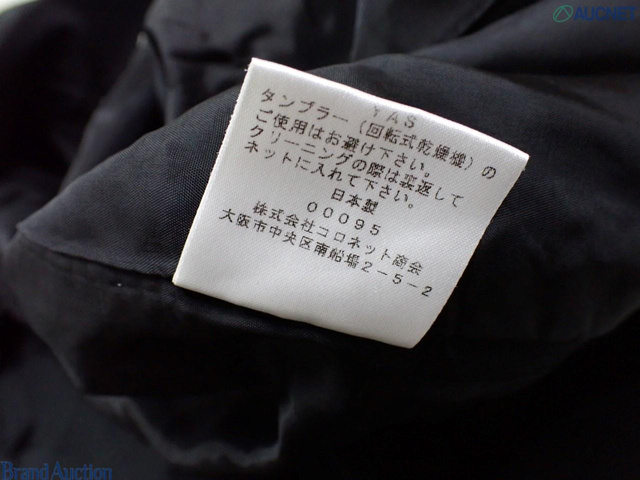 AUCNET
YAS
タンブラー（回転式乾燥機）の
ご使用はお避け下さい。
クリーニングの際は裏返して
ネットに入れて下さい。
日本製
00095
株式会社コロネット商会
大阪市中央区南船場2-5-2
Brand Auction